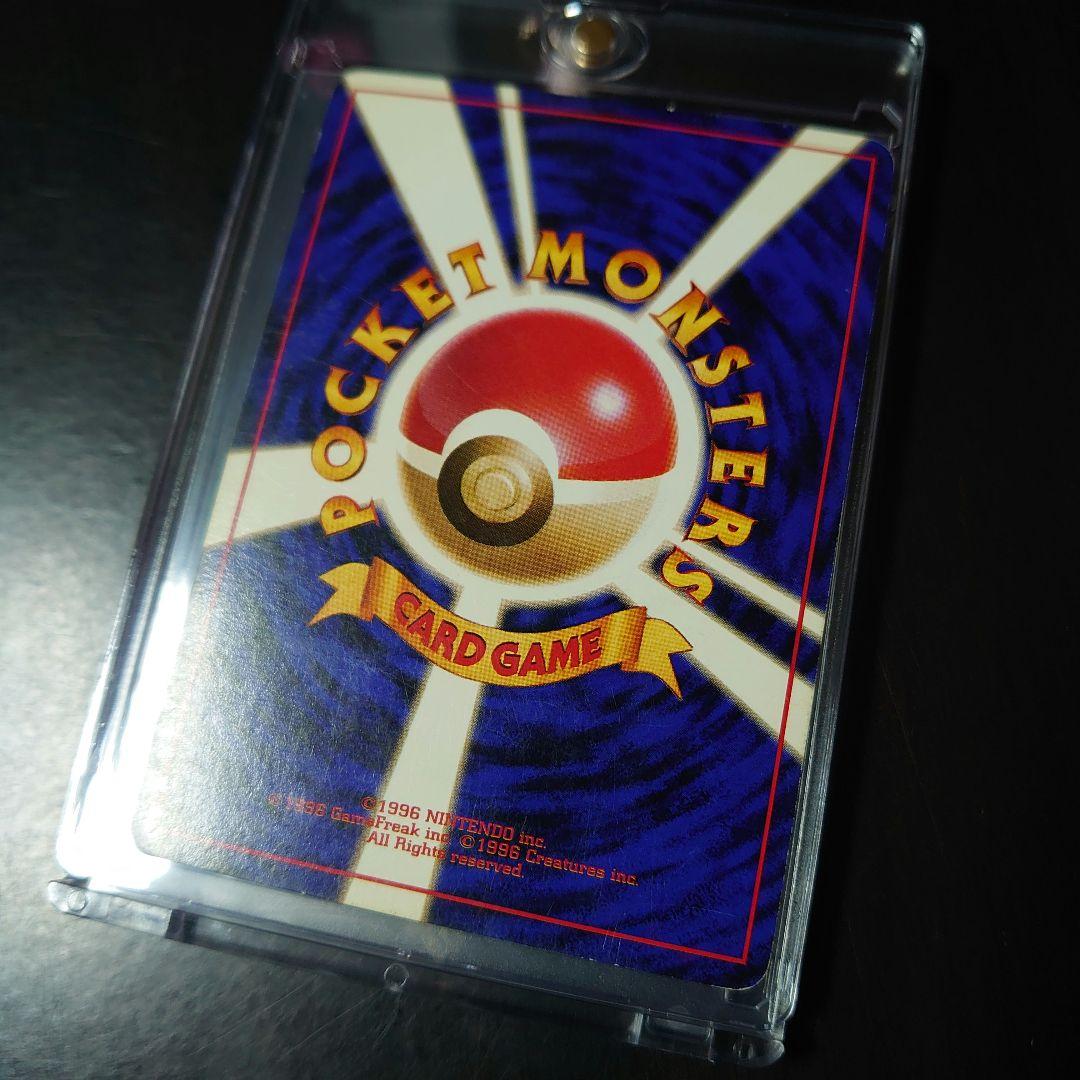 POCKET MONSTERS
CARD GAME
©1996 NINTENDO inc.
©1996 GameFreak inc. ©1996 Creatures inc.
All Rights reserved.